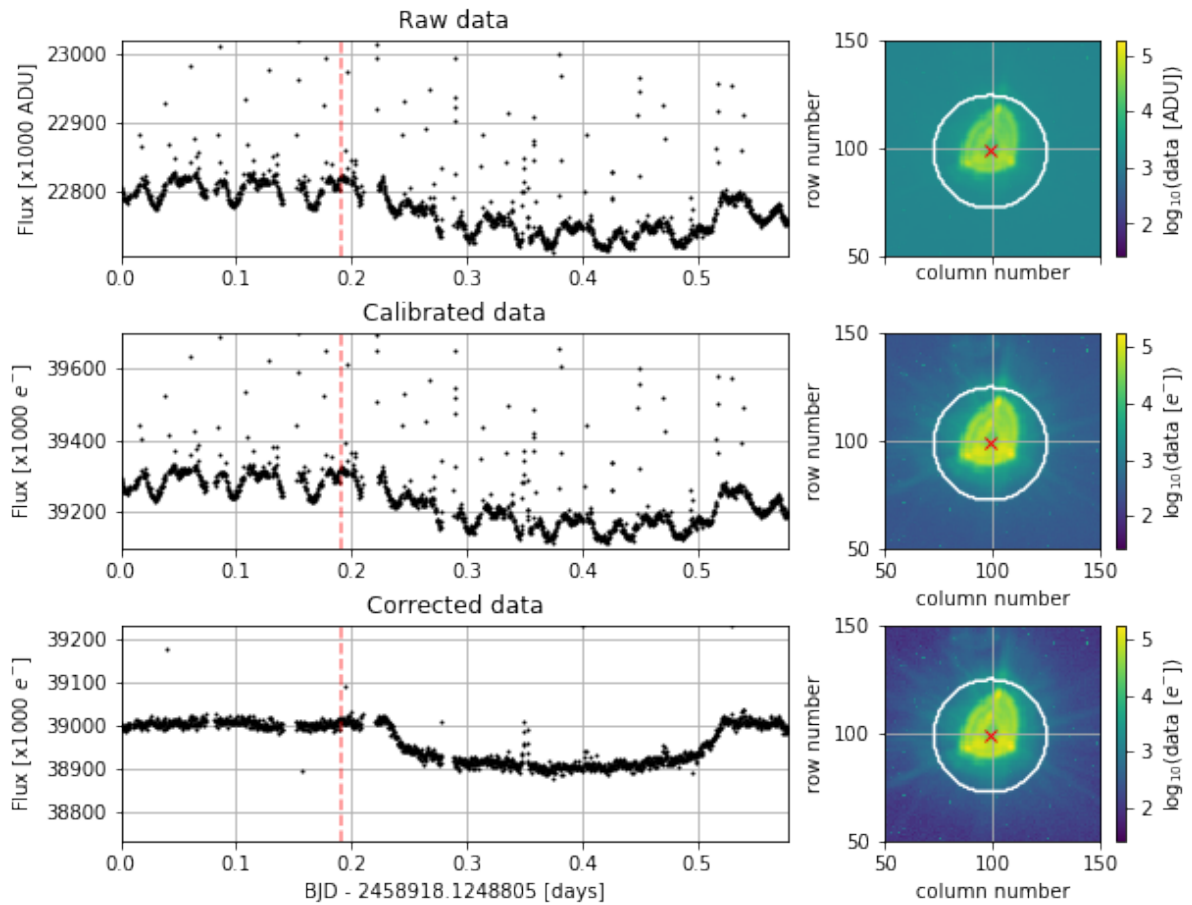 Raw data
Flux [x1000 ADU]
23000
22900
22800
0.0 0.1 0.2 0.3 0.4 0.5
row number
150
100
50
column number
5
4
3
2
log₁₀(data [ADU])
Calibrated data
Flux [x1000 e⁻]
39600
39400
39200
0.0 0.1 0.2 0.3 0.4 0.5
row number
150
100
50
50 100 150
column number
5
4
3
2
log₁₀(data [e⁻])
Corrected data
Flux [x1000 e⁻]
39200
39100
39000
38900
38800
0.0 0.1 0.2 0.3 0.4 0.5
BJD - 2458918.1248805 [days]
row number
150
100
50
50 100 150
column number
5
4
3
2
log₁₀(data [e⁻])